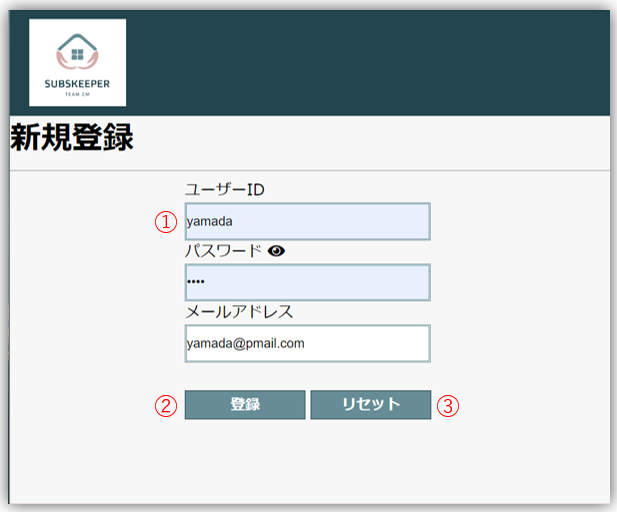 SUBSKEEPER
TEAM EM
新規登録
ユーザーID
① yamada
パスワード
••••
メールアドレス
yamada@pmail.com
② 登録 リセット ③